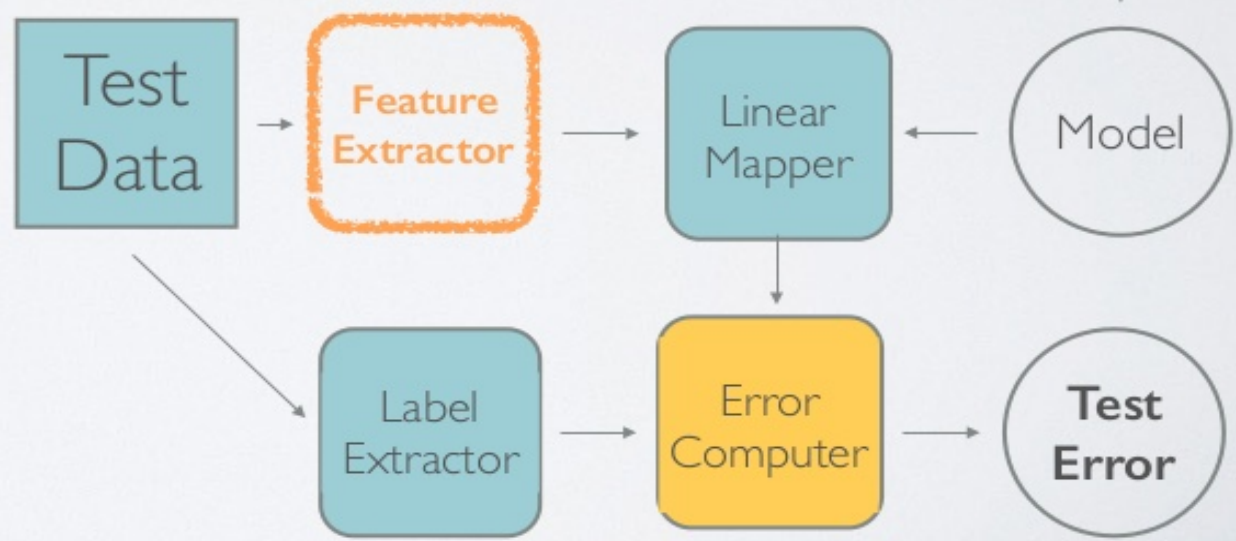 Test
Data
Feature
Extractor
Linear
Mapper
Model
Label
Extractor
Error
Computer
Test
Error